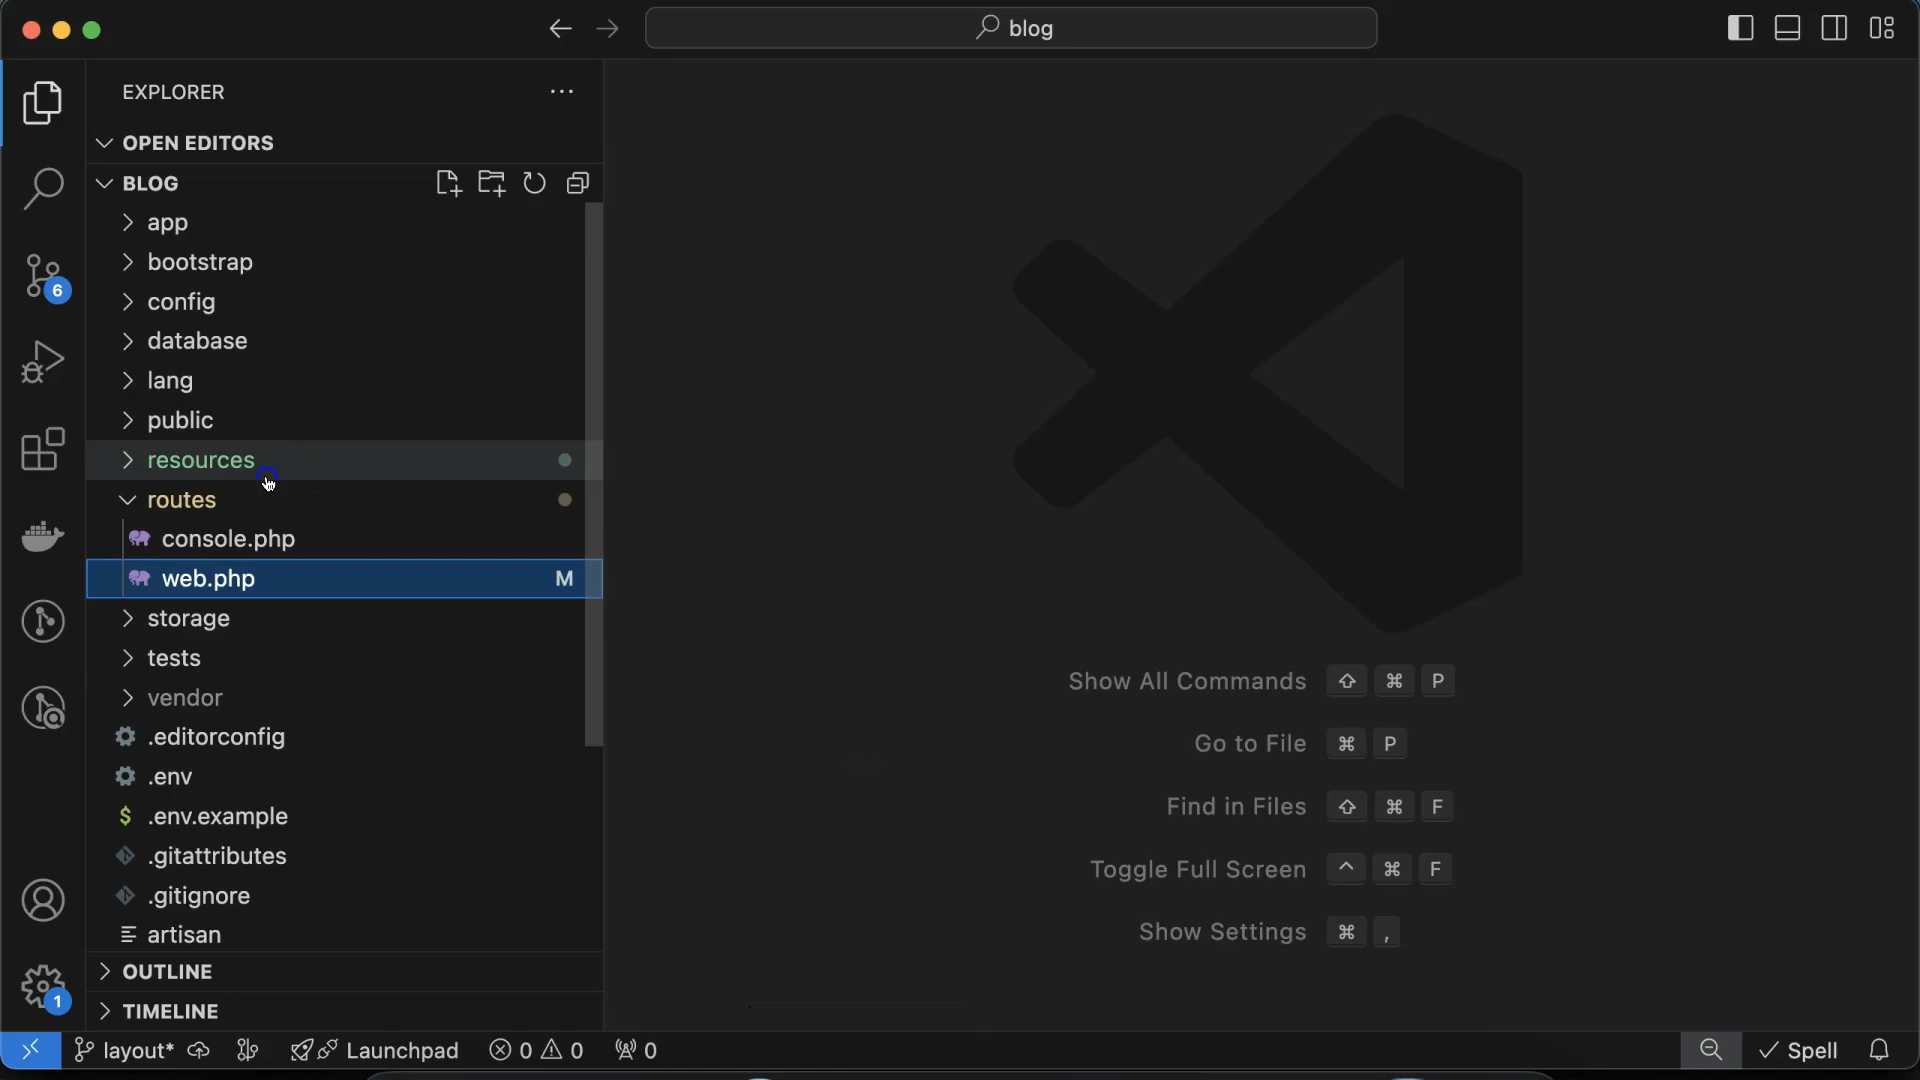 blog
EXPLORER
OPEN EDITORS
BLOG
app
bootstrap
config
database
lang
public
resources
routes
console.php
web.php M
storage
tests
vendor
.editorconfig
.env
$ .env.example
.gitattributes
.gitignore
artisan
OUTLINE
TIMELINE
6
1
Show All Commands ⇧ ⌘ P
Go to File ⌘ P
Find in Files ⇧ ⌘ F
Toggle Full Screen ^ ⌘ F
Show Settings ⌘ ,
layout* Launchpad 0 0 0 Spell